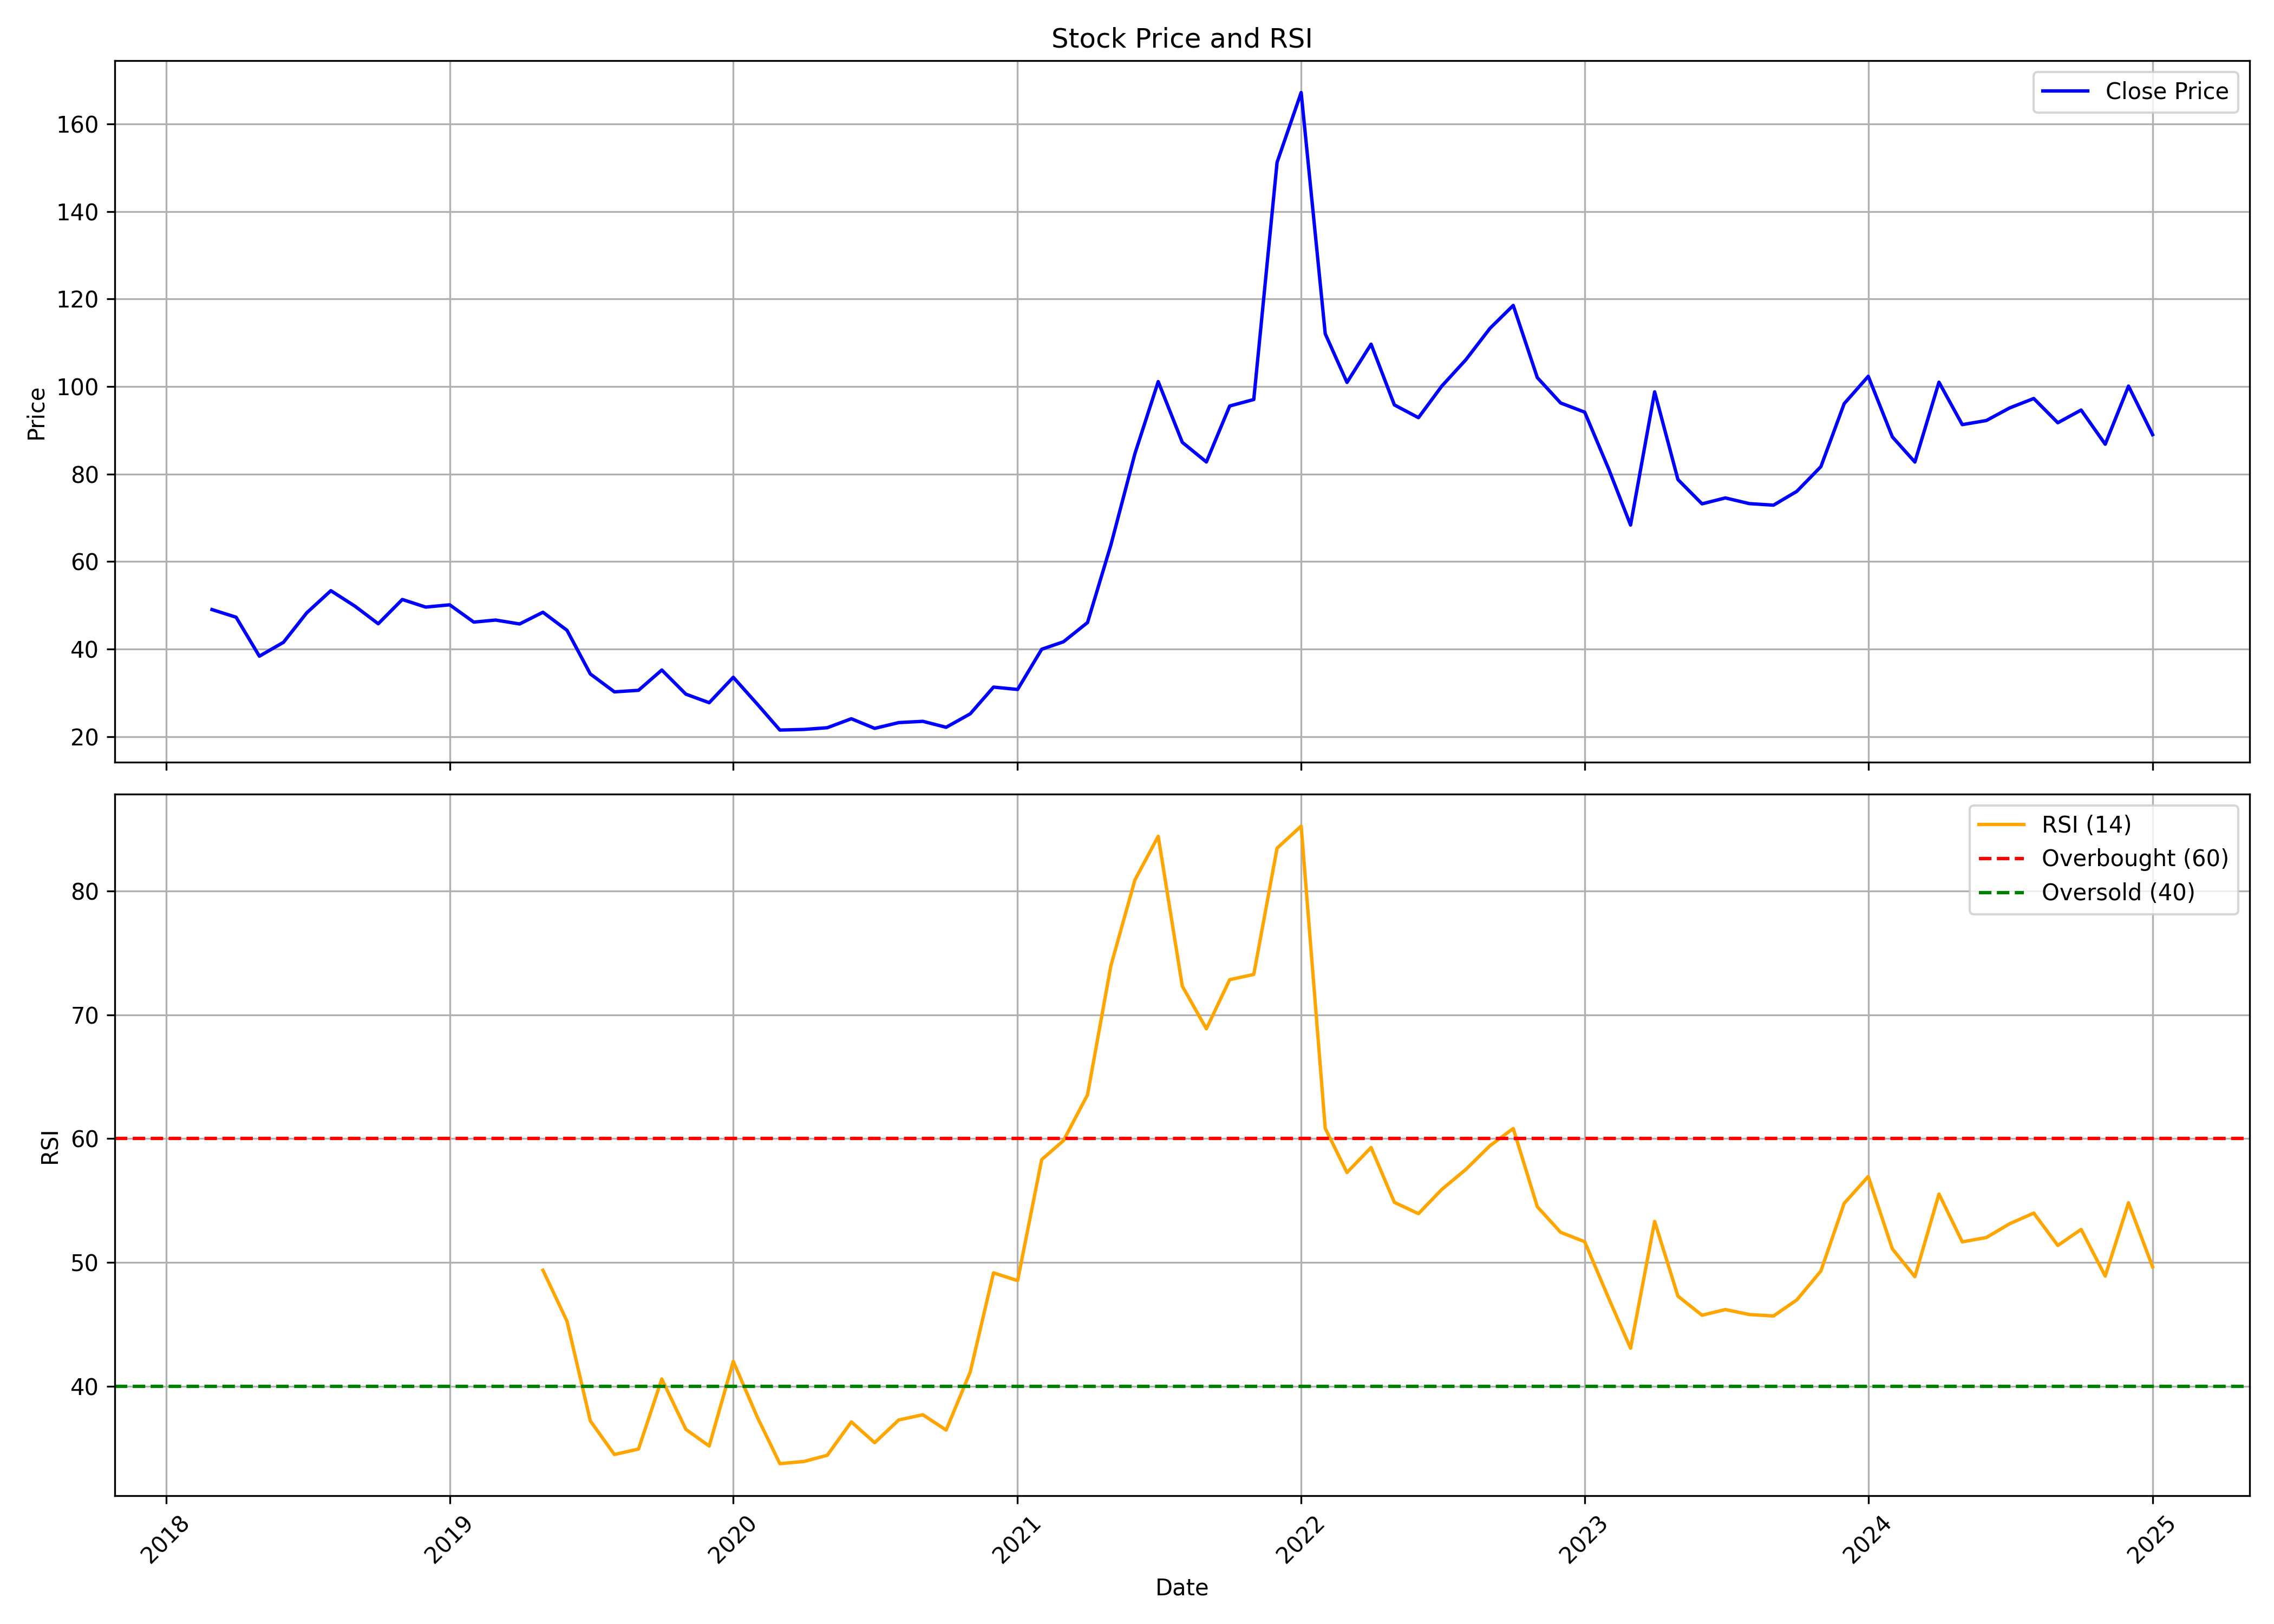 Stock Price and RSI
Close Price
160
140
120
100
80
60
40
20
Price
RSI (14)
Overbought (60)
Oversold (40)
80
70
60
50
40
RSI
2018
2019
2020
2021
2022
2023
2024
2025
Date